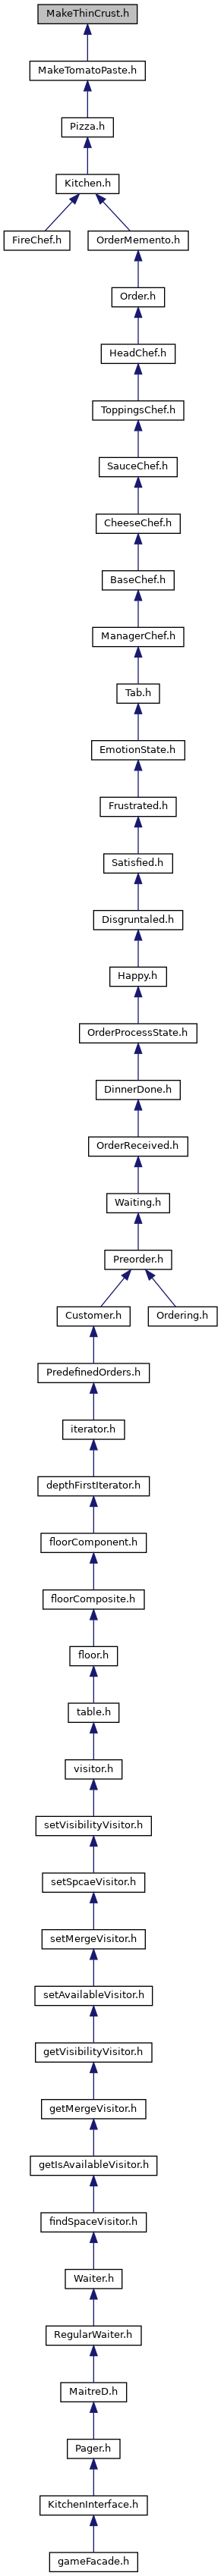 MakeThinCrust.h
MakeTomatoPaste.h
Pizza.h
Kitchen.h
FireChef.h
OrderMemento.h
Order.h
HeadChef.h
ToppingsChef.h
SauceChef.h
CheeseChef.h
BaseChef.h
ManagerChef.h
Tab.h
EmotionState.h
Frustrated.h
Satisfied.h
Disgruntaled.h
Happy.h
OrderProcessState.h
DinnerDone.h
OrderReceived.h
Waiting.h
Preorder.h
Customer.h
Ordering.h
PredefinedOrders.h
iterator.h
depthFirstIterator.h
floorComponent.h
floorComposite.h
floor.h
table.h
visitor.h
setVisibilityVisitor.h
setSpcaeVisitor.h
setMergeVisitor.h
setAvailableVisitor.h
getVisibilityVisitor.h
getMergeVisitor.h
getIsAvailableVisitor.h
findSpaceVisitor.h
Waiter.h
RegularWaiter.h
MaitreD.h
Pager.h
KitchenInterface.h
gameFacade.h